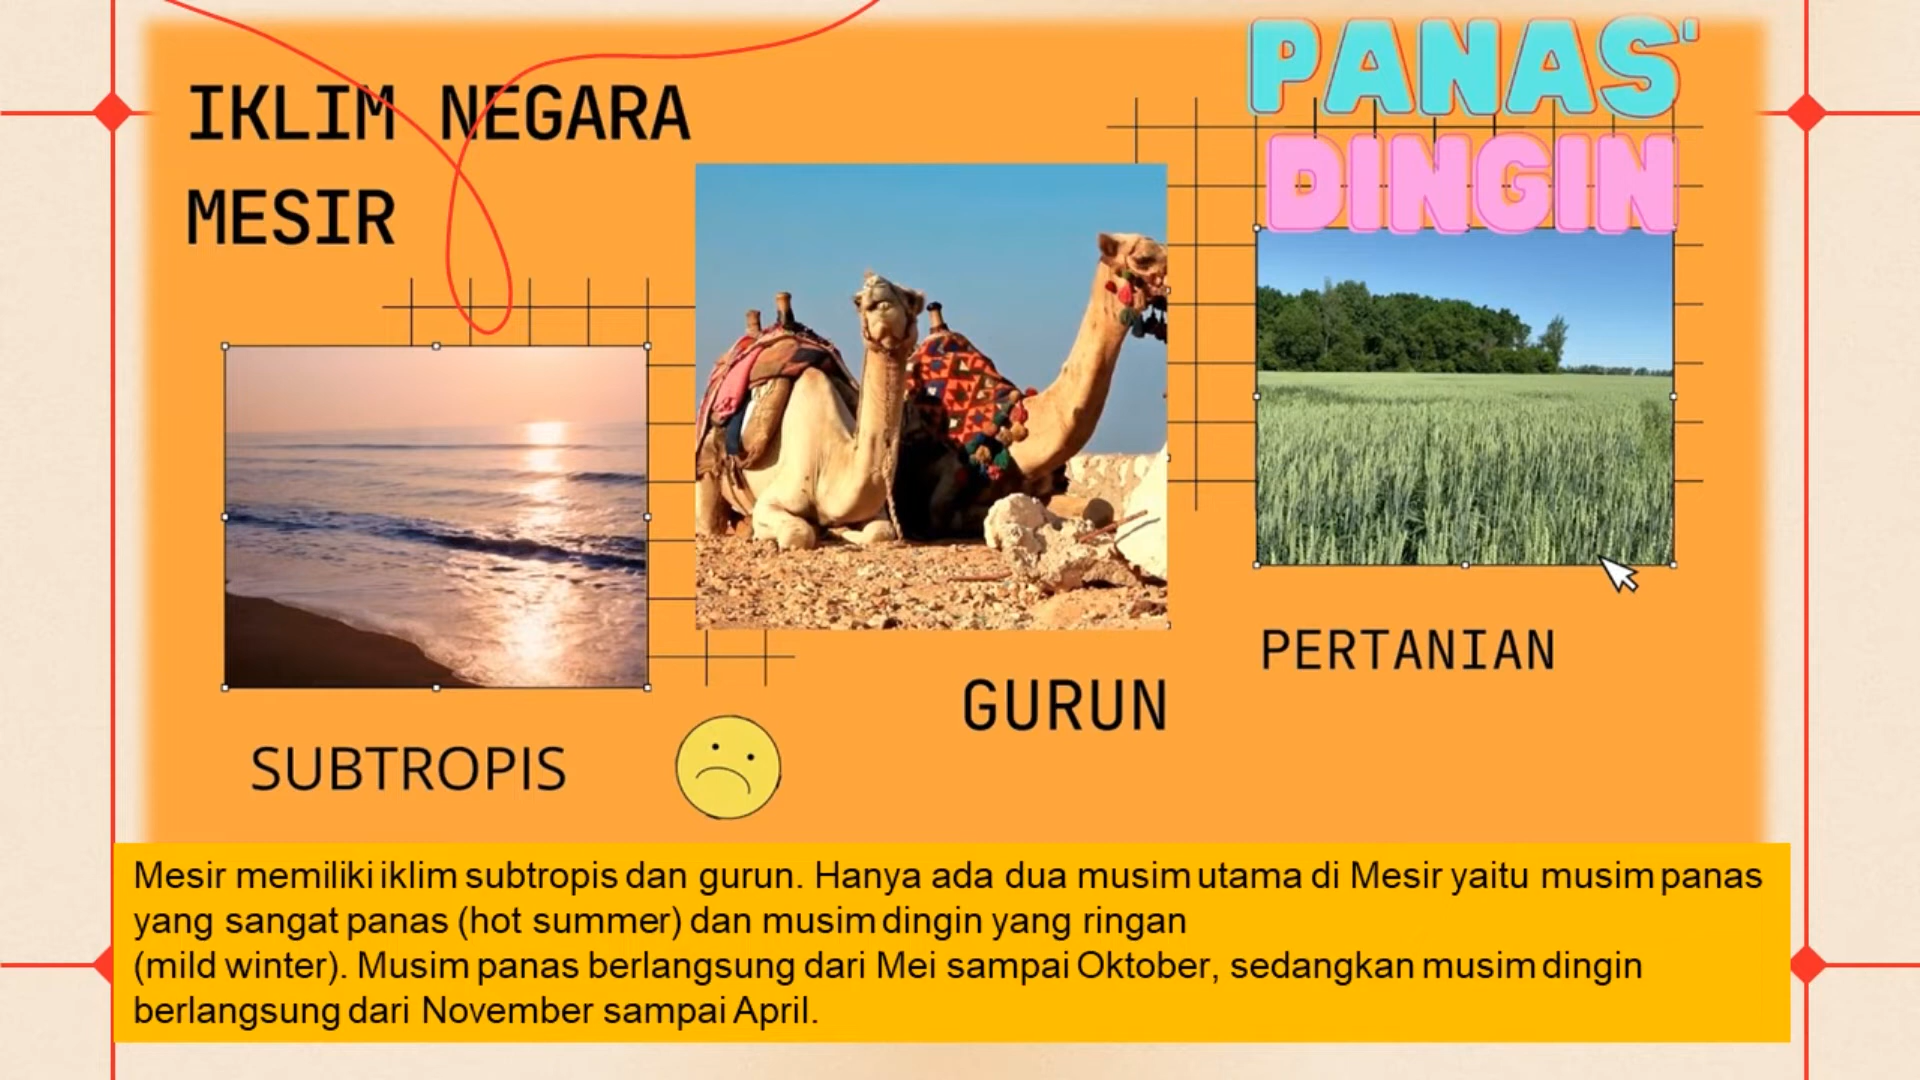 IKLIM NEGARA
MESIR
PANAS'
DINGIN
SUBTROPIS
GURUN
PERTANIAN
Mesir memiliki iklim subtropis dan gurun. Hanya ada dua musim utama di Mesir yaitu musim panas
yang sangat panas (hot summer) dan musim dingin yang ringan
(mild winter). Musim panas berlangsung dari Mei sampai Oktober, sedangkan musim dingin
berlangsung dari November sampai April.